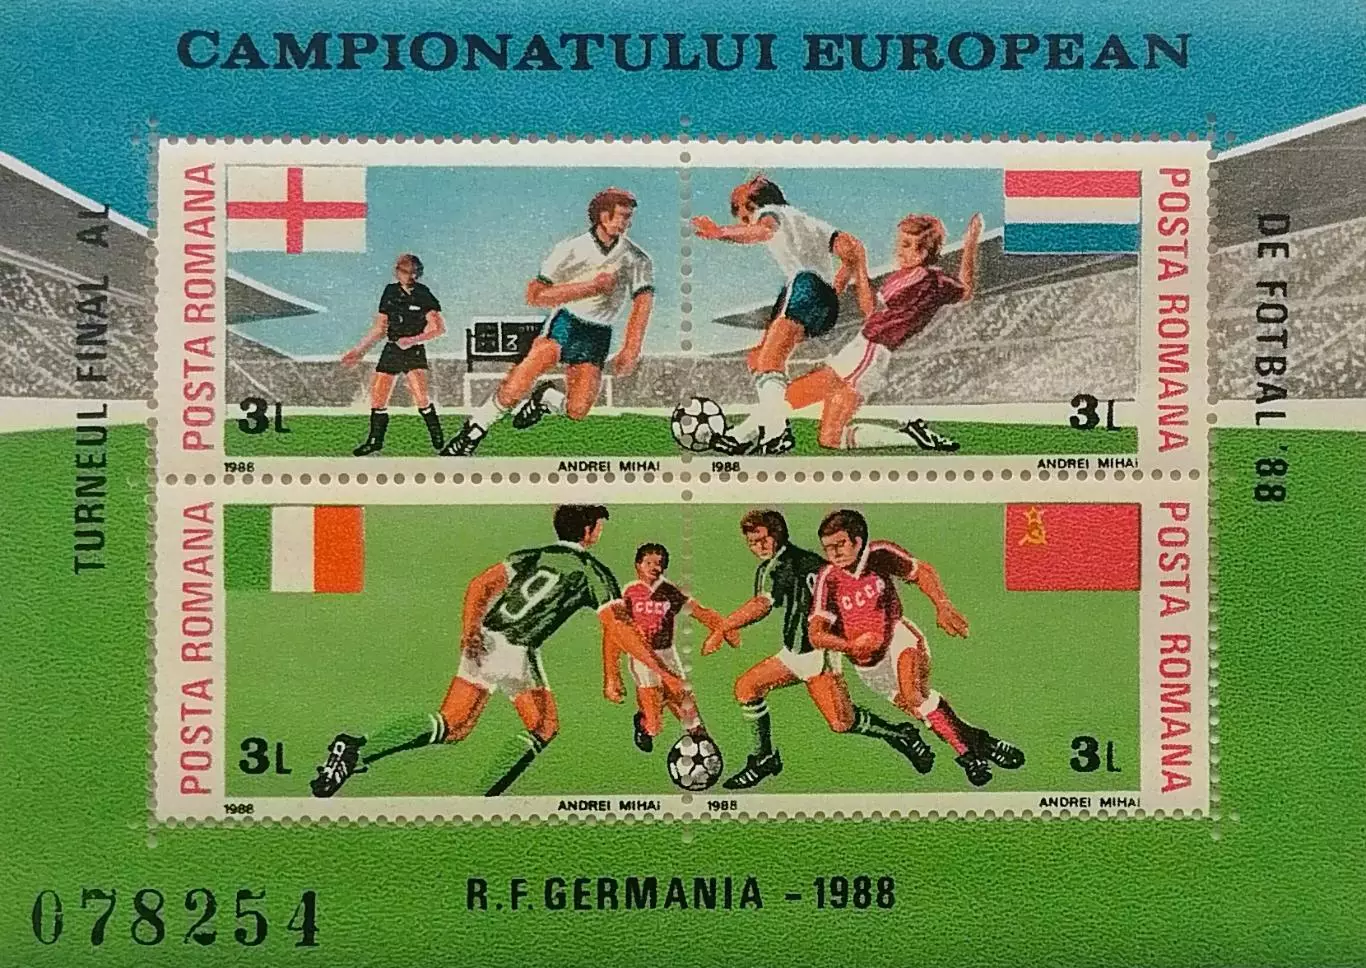 CAMPIONATULUI EUROPEAN
TURNEUL FINAL AL
DE FOTBAL '88
POSTA ROMANA
3L
1988
ANDREI MIHAI
POSTA ROMANA
3L
1988
ANDREI MIHAI
POSTA ROMANA
9
CCCP
3L
1988
ANDREI MIHAI
POSTA ROMANA
CCCP
3L
1988
ANDREI MIHAI
R.F. GERMANIA - 1988
078254